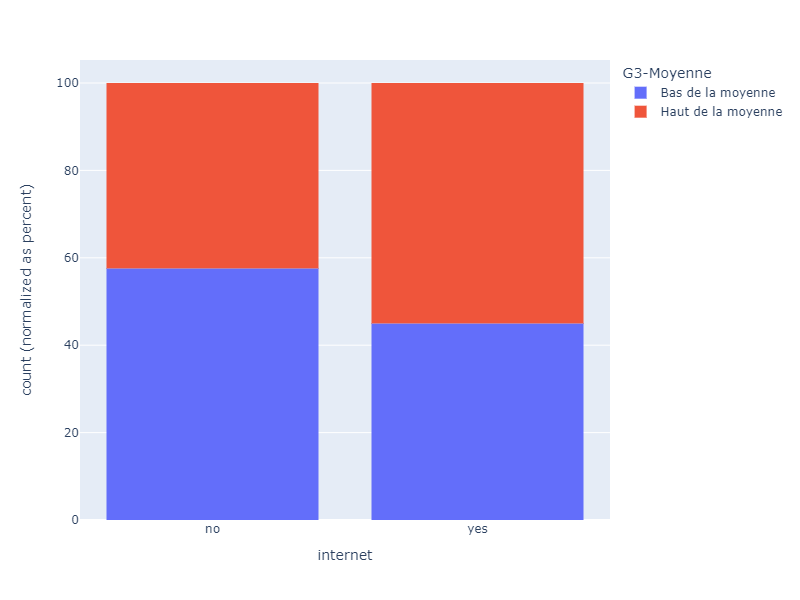 G3-Moyenne
Bas de la moyenne
Haut de la moyenne
count (normalized as percent)
100
80
60
40
20
0
no
yes
internet